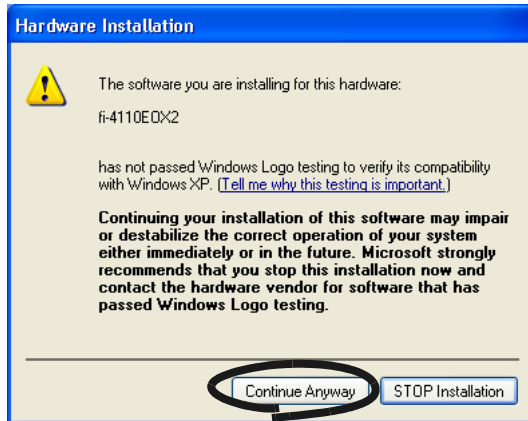 Hardware Installation
The software you are installing for this hardware:
fi-4110EOX2
has not passed Windows Logo testing to verify its compatibility
with Windows XP. (Tell me why this testing is important.)
Continuing your installation of this software may impair
or destabilize the correct operation of your system
either immediately or in the future. Microsoft strongly
recommends that you stop this installation now and
contact the hardware vendor for software that has
passed Windows Logo testing.
Continue Anyway
STOP Installation